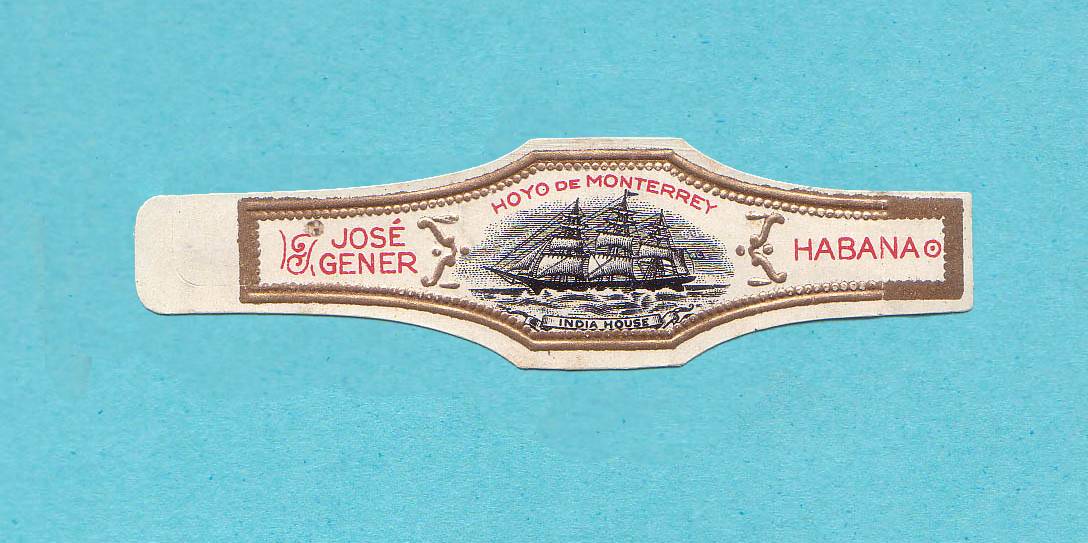 HOYO DE MONTERREY
JOSÉ
GENER
HABANA
INDIA HOUSE